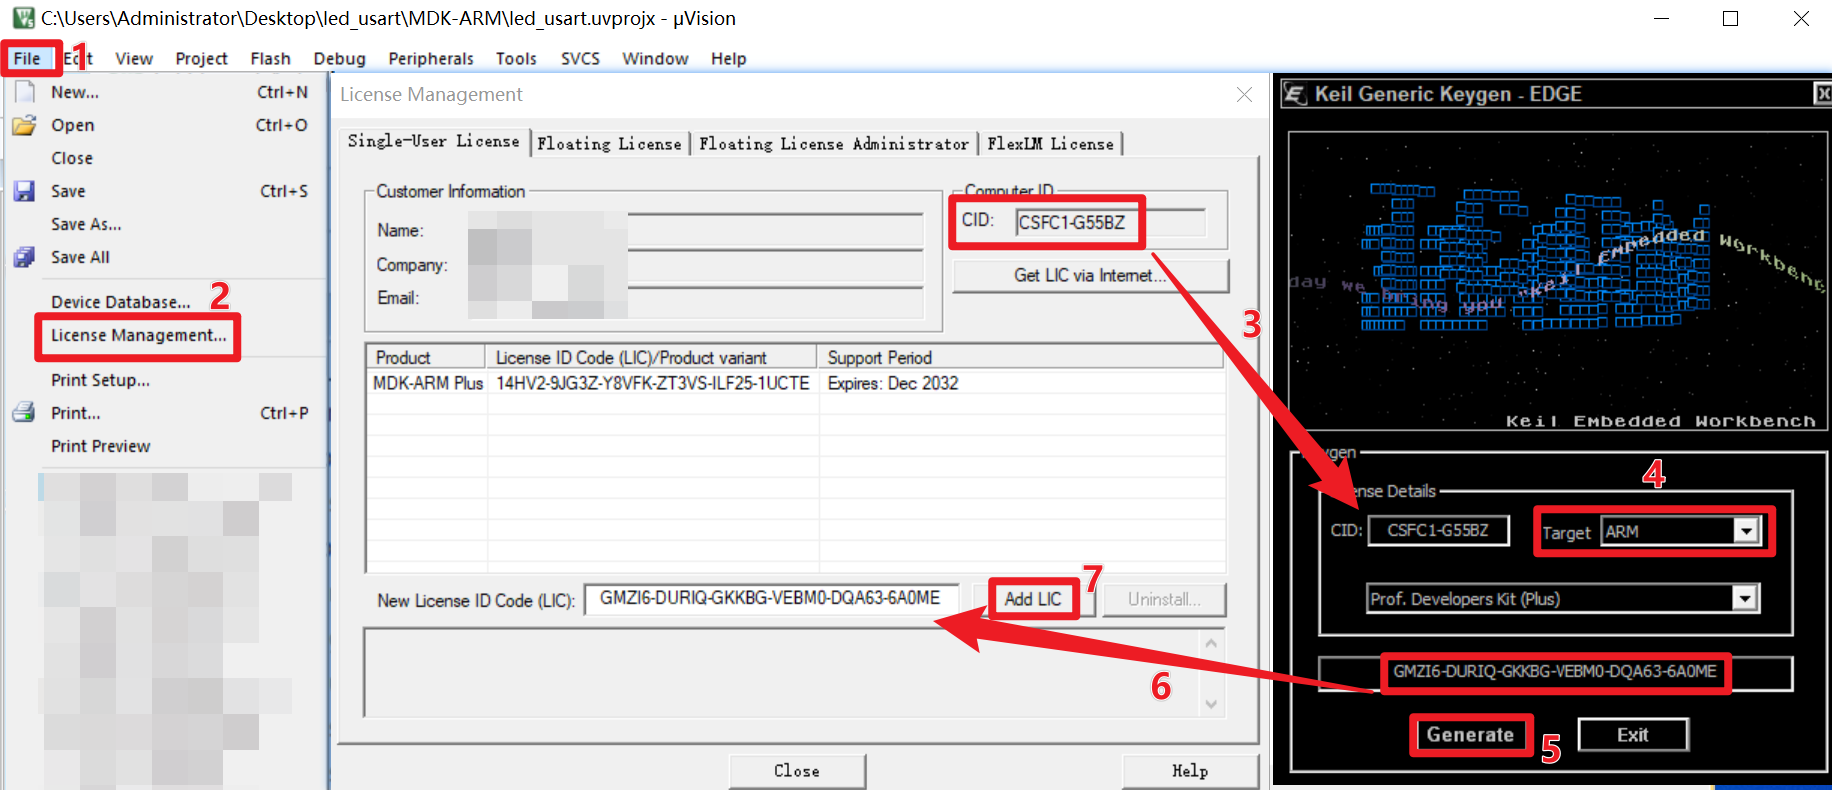 C:\Users\Administrator\Desktop\led_usart\MDK-ARM\led_usart.uvprojx - µVision
File 1 Edit View Project Flash Debug Peripherals Tools SVCS Window Help
New... Ctrl+N
Open Ctrl+O
Close
Save Ctrl+S
Save As...
Save All
Device Database... 2
License Management...
Print Setup...
Print... Ctrl+P
Print Preview
License Management
Single-User License Floating License Floating License Administrator FlexLM License
Customer Information
Name:
Company:
Email:
Computer ID
CID: CSFC1-G55BZ
Get LIC via Internet...
3
Product License ID Code (LIC)/Product variant Support Period
MDK-ARM Plus 14HV2-9JG3Z-Y8VFK-ZT3VS-ILF25-1UCTE Expires: Dec 2032
New License ID Code (LIC): GMZI6-DURIQ-GKKBG-VEBM0-DQA63-6A0ME Add LIC 7 Uninstall...
6
Close Help
Keil Generic Keygen - EDGE
day we bring you "Keil Embedded Workbenc
Keil Embedded Workbench
4
Details
CID: CSFC1-G55BZ Target ARM
Prof. Developers Kit (Plus)
GMZI6-DURIQ-GKKBG-VEBM0-DQA63-6A0ME
Generate 5 Exit